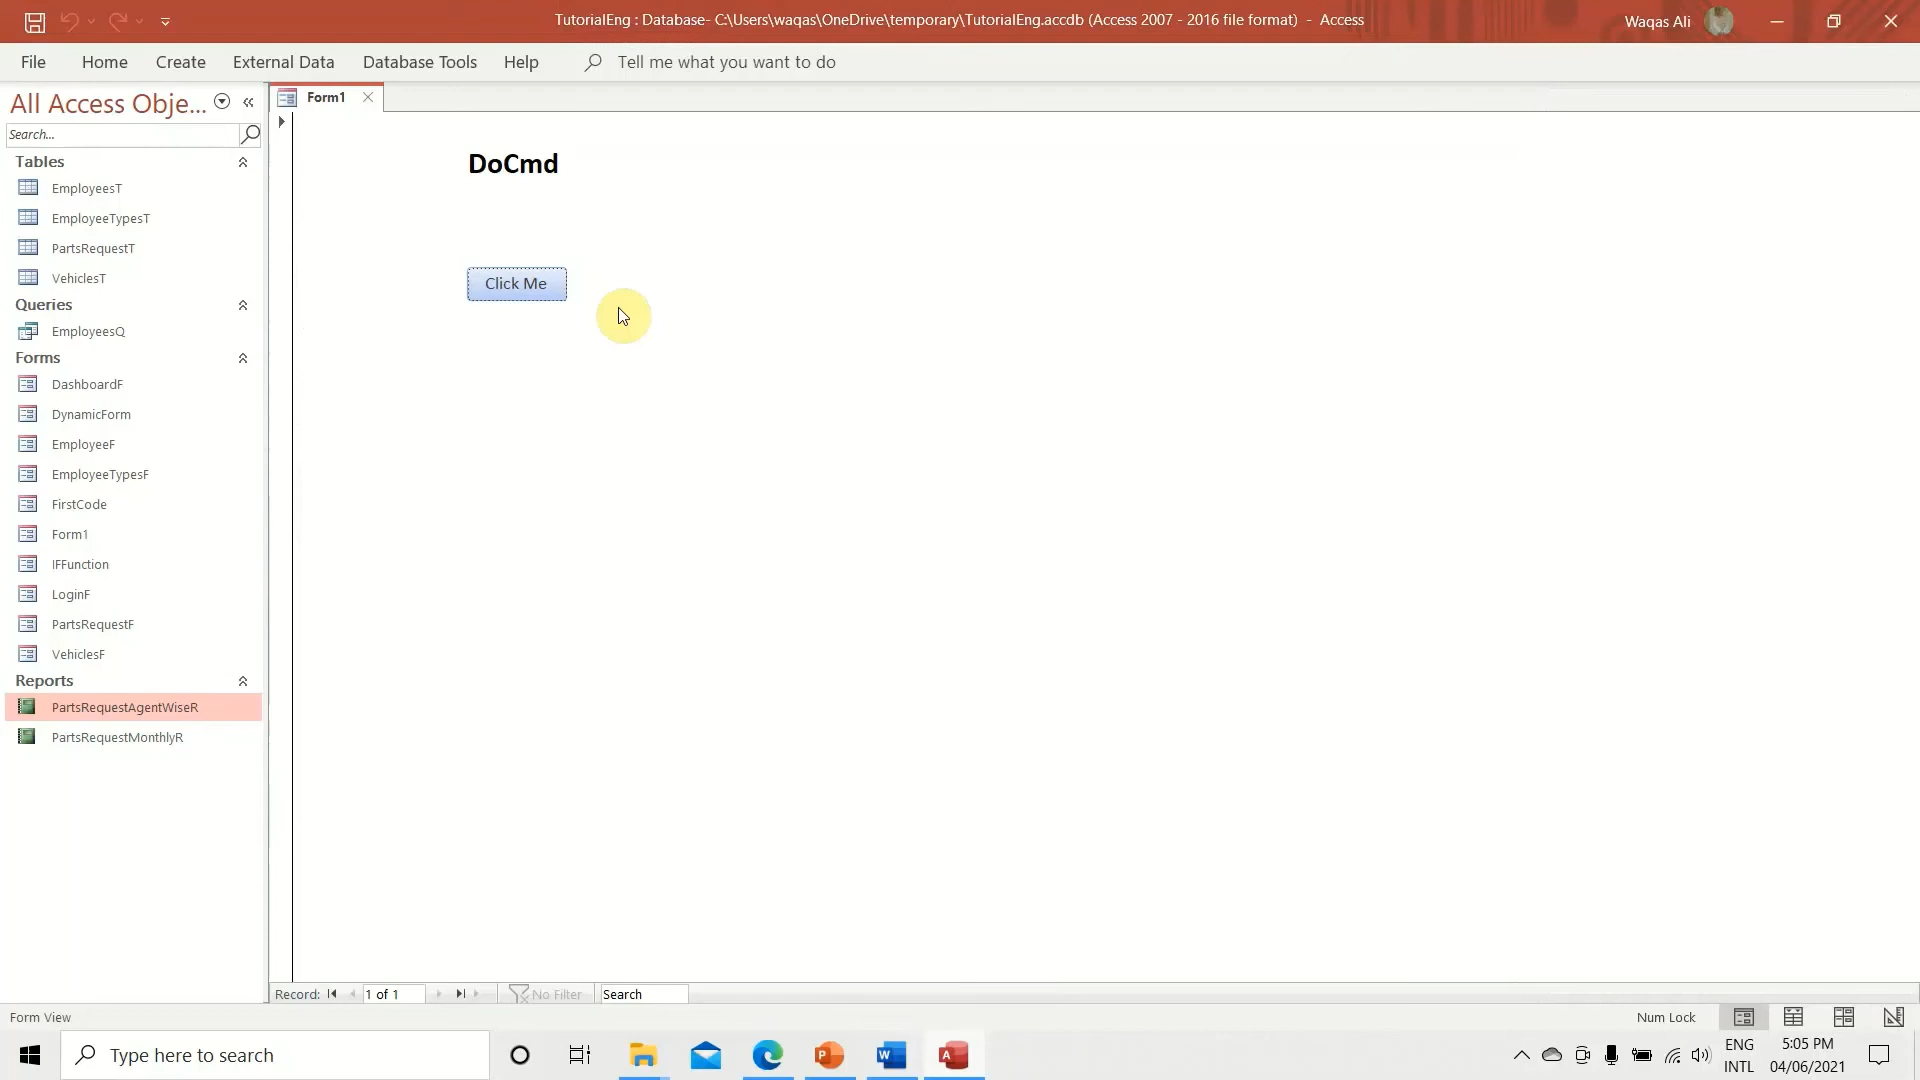 TutorialEng : Database- C:\Users\waqas\OneDrive\temporary\TutorialEng.accdb (Access 2007 - 2016 file format) - Access
Waqas Ali
File Home Create External Data Database Tools Help Tell me what you want to do
All Access Obje...
Form1
Search...
Tables
EmployeesT
EmployeeTypesT
PartsRequestT
VehiclesT
Queries
EmployeesQ
Forms
DashboardF
DynamicForm
EmployeeF
EmployeeTypesF
FirstCode
Form1
IFFunction
LoginF
PartsRequestF
VehiclesF
Reports
PartsRequestAgentWiseR
PartsRequestMonthlyR
DoCmd
Click Me
Record: 1 of 1 No Filter Search
Form View
Num Lock
Type here to search
P
W
A
ENG
INTL
5:05 PM
04/06/2021